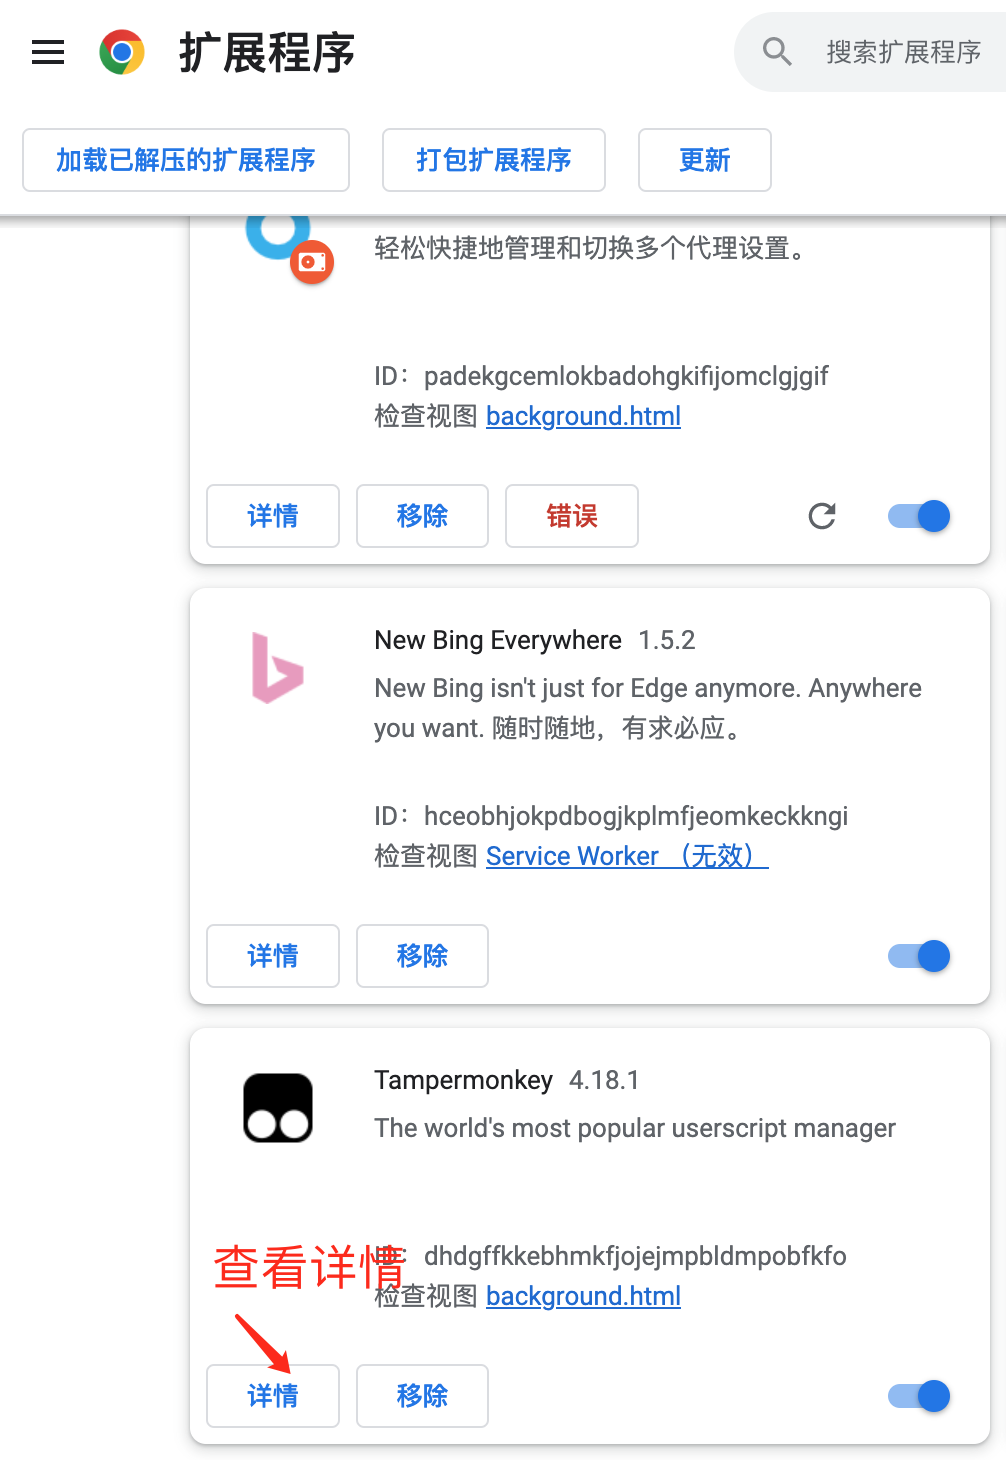 扩展程序
搜索扩展程序
加载已解压的扩展程序
打包扩展程序
更新
轻松快捷地管理和切换多个代理设置。
ID： padekgcemlokbadohgkifijomclgjgif
检查视图 background.html
详情
移除
错误
New Bing Everywhere 1.5.2
New Bing isn't just for Edge anymore. Anywhere
you want. 随时随地，有求必应。
ID： hceobhjokpdbogjkplmfjeomkeckkngi
检查视图 Service Worker （无效）
详情
移除
Tampermonkey 4.18.1
The world's most popular userscript manager
查看详情
ID： dhdgffkkebhmkfjojejmpbldmpobfkfo
检查视图 background.html
详情
移除